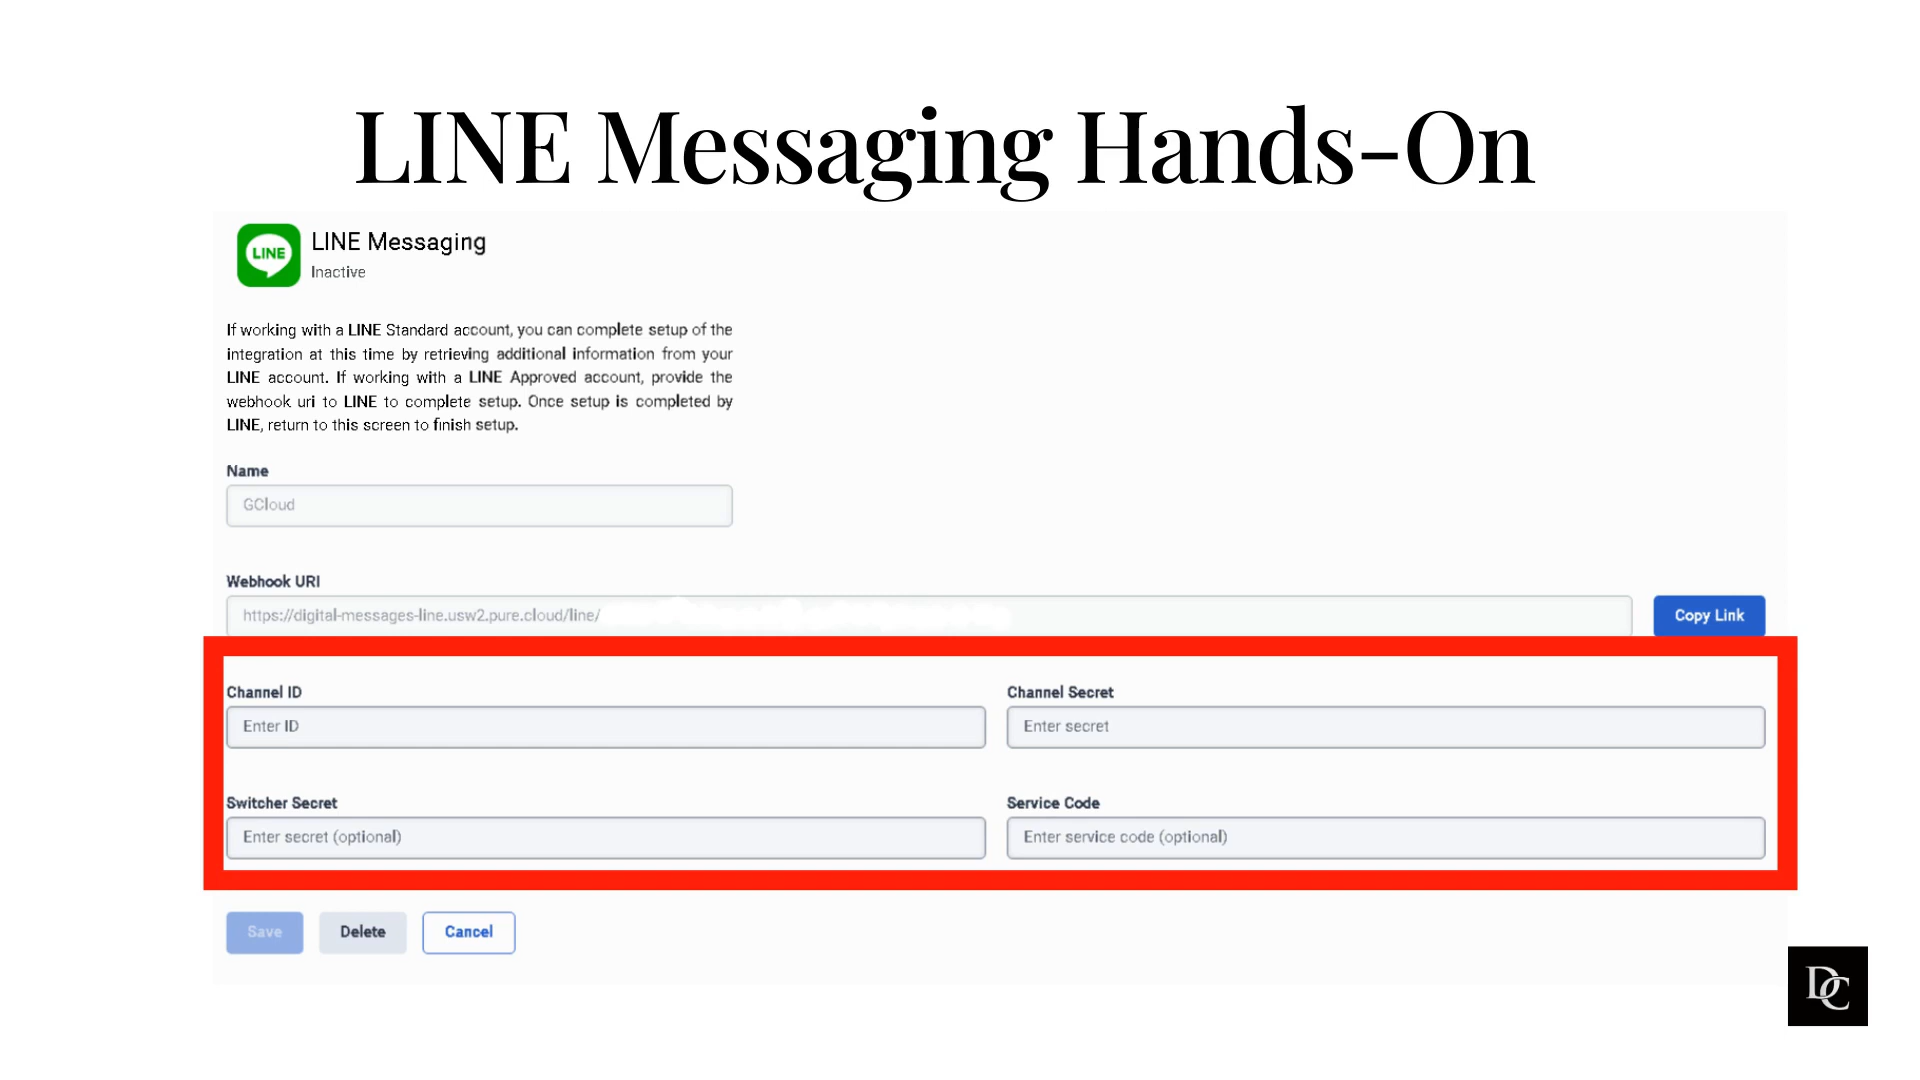 LINE Messaging Hands-On
LINE
LINE Messaging
Inactive
If working with a LINE Standard account, you can complete setup of the
integration at this time by retrieving additional information from your
LINE account. If working with a LINE Approved account, provide the
webhook uri to LINE to complete setup. Once setup is completed by
LINE, return to this screen to finish setup.
Name
GCloud
Webhook URI
https://digital-messages-line.usw2.pure.cloud/line/
Copy Link
Channel ID
Channel Secret
Enter ID
Enter secret
Switcher Secret
Service Code
Enter secret (optional)
Enter service code (optional)
Save
Delete
Cancel
DC